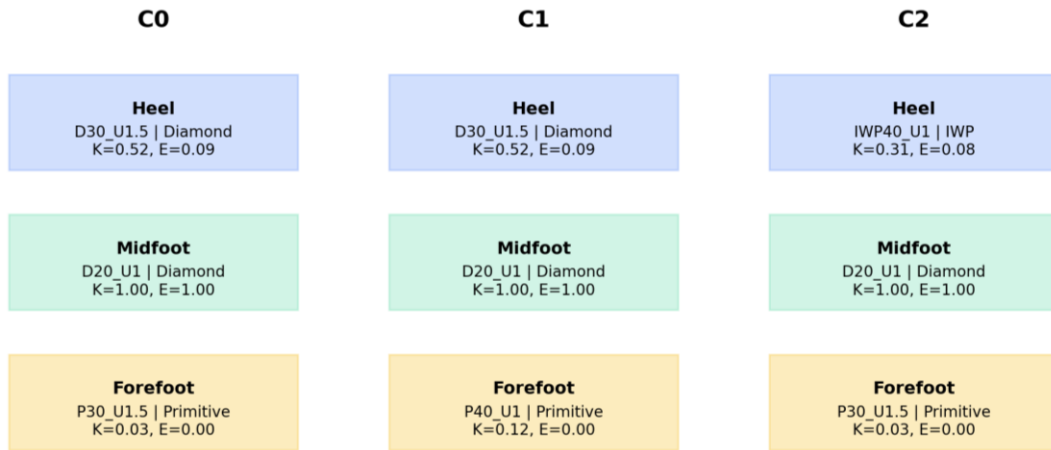 C0
C1
C2
Heel
D30_U1.5 | Diamond
K=0.52, E=0.09
Heel
D30_U1.5 | Diamond
K=0.52, E=0.09
Heel
IWP40_U1 | IWP
K=0.31, E=0.08
Midfoot
D20_U1 | Diamond
K=1.00, E=1.00
Midfoot
D20_U1 | Diamond
K=1.00, E=1.00
Midfoot
D20_U1 | Diamond
K=1.00, E=1.00
Forefoot
P30_U1.5 | Primitive
K=0.03, E=0.00
Forefoot
P40_U1 | Primitive
K=0.12, E=0.00
Forefoot
P30_U1.5 | Primitive
K=0.03, E=0.00